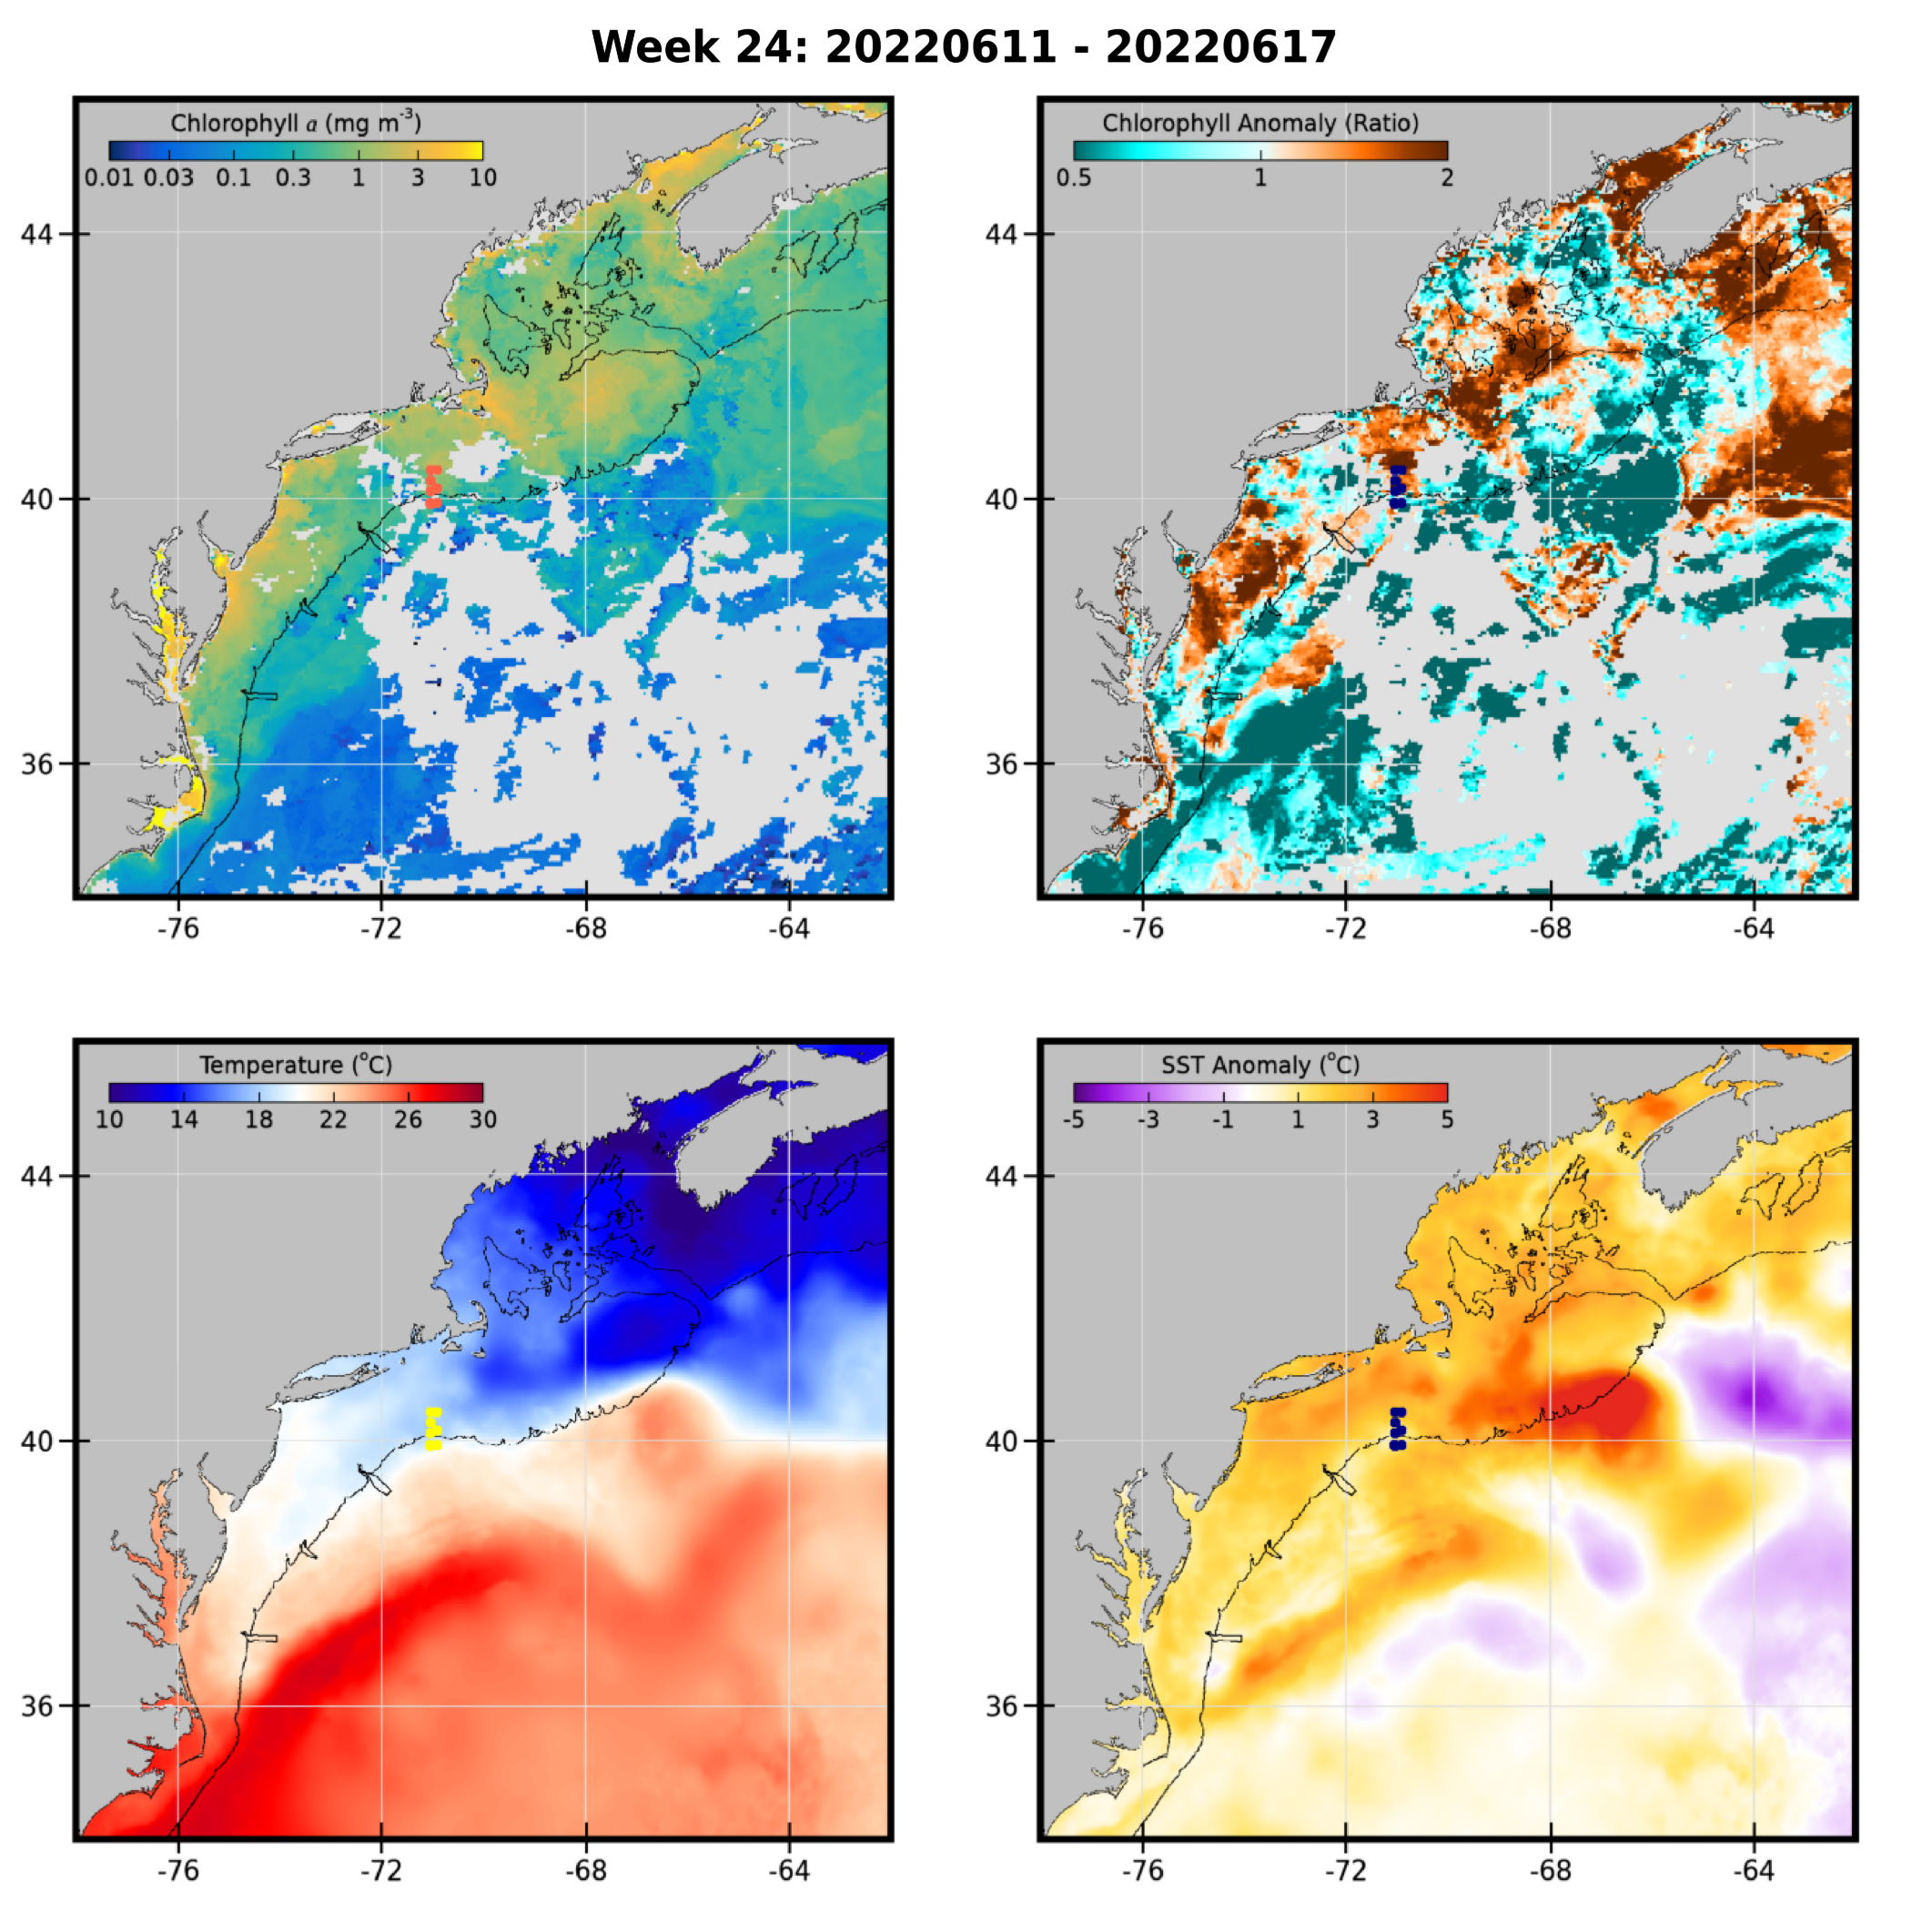 Week 24: 20220611 - 20220617
Chlorophyll a (mg m-3)
0.01 0.03 0.1 0.3 1 3 10
44
40
36
-76 -72 -68 -64
Chlorophyll Anomaly (Ratio)
0.5 1 2
44
40
36
-76 -72 -68 -64
Temperature (oC)
10 14 18 22 26 30
44
40
36
-76 -72 -68 -64
SST Anomaly (oC)
-5 -3 -1 1 3 5
44
40
36
-76 -72 -68 -64